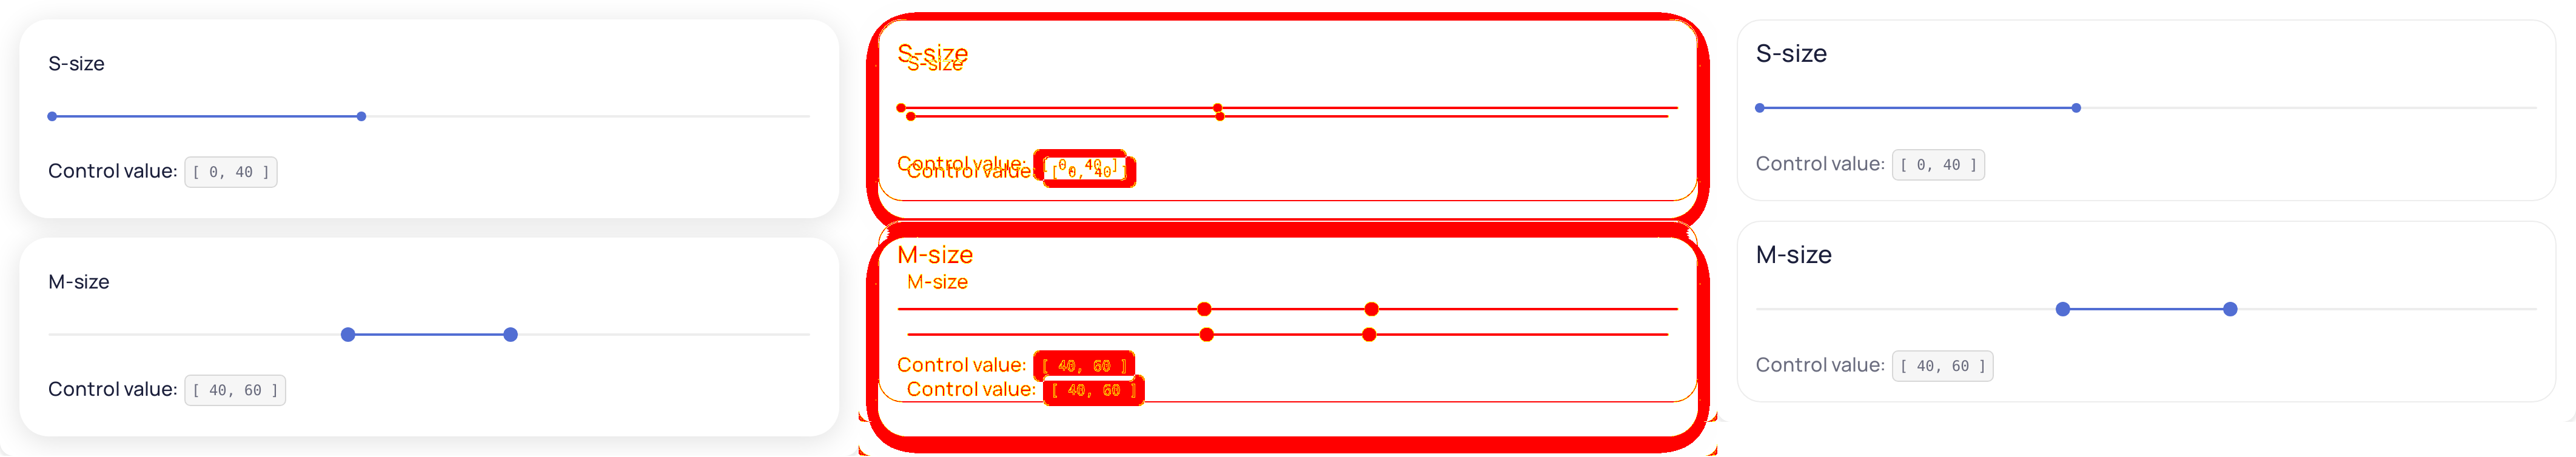 S-size
Control value: [ 0, 40 ]
M-size
Control value: [ 40, 60 ]
S-size
S-size
Control value: [ 0, 40 ]
Control value: [ 0, 40 ]
M-size
M-size
Control value: [ 40, 60 ]
Control value: [ 40, 60 ]
S-size
Control value: [ 0, 40 ]
M-size
Control value: [ 40, 60 ]